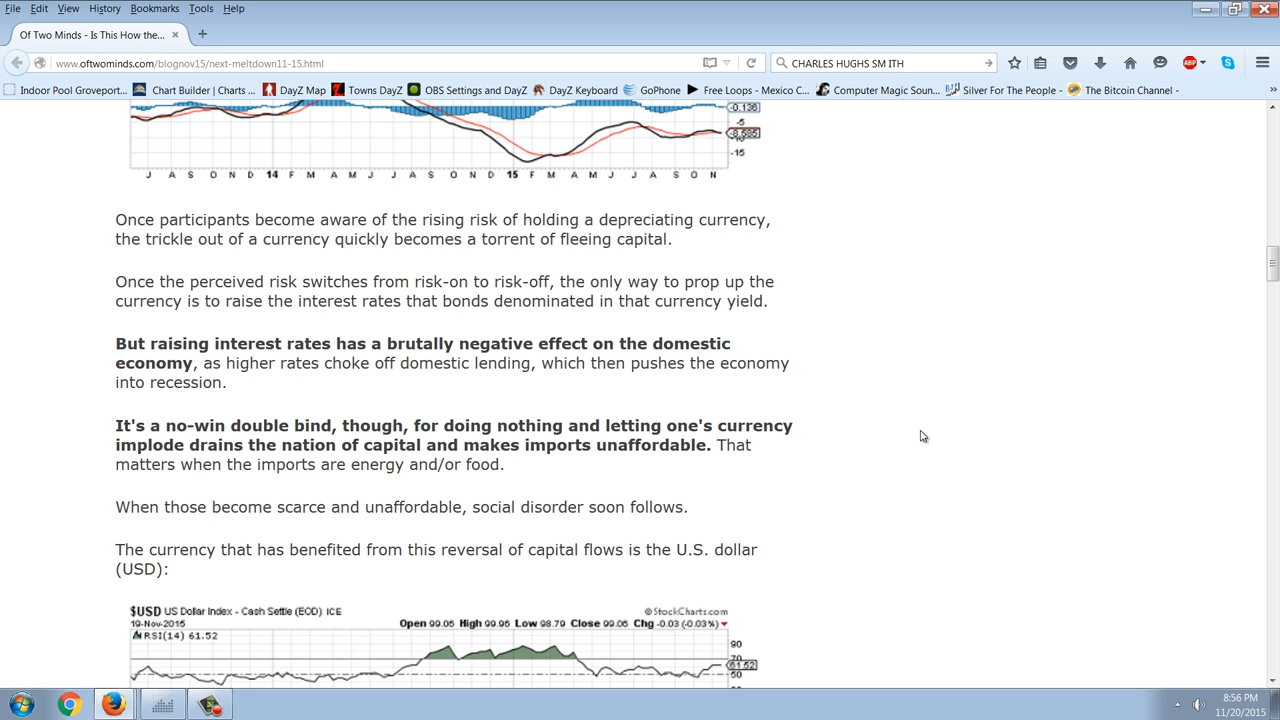 File Edit View History Bookmarks Tools Help
Of Two Minds - Is This How the... × +
www.oftwominds.com/blognov15/next-meltdown11-15.html CHARLES HUGHS SM ITH
Indoor Pool Groveport... Chart Builder | Charts ... DayZ Map Towns DayZ OBS Settings and DayZ DayZ Keyboard GoPhone Free Loops - Mexico C... Computer Magic Soun... Silver For The People - The Bitcoin Channel - »
-0.136
-5
-8.585
-15
J A S O N D 14 F M A M J J A S O N D 15 F M A M J J A S O N
Once participants become aware of the rising risk of holding a depreciating currency,
the trickle out of a currency quickly becomes a torrent of fleeing capital.
Once the perceived risk switches from risk-on to risk-off, the only way to prop up the
currency is to raise the interest rates that bonds denominated in that currency yield.
But raising interest rates has a brutally negative effect on the domestic
economy, as higher rates choke off domestic lending, which then pushes the economy
into recession.
It's a no-win double bind, though, for doing nothing and letting one's currency
implode drains the nation of capital and makes imports unaffordable. That
matters when the imports are energy and/or food.
When those become scarce and unaffordable, social disorder soon follows.
The currency that has benefited from this reversal of capital flows is the U.S. dollar
(USD):
$USD US Dollar Index - Cash Settle (EOD) ICE ©StockCharts.com
19-Nov-2015 Open 99.06 High 99.95 Low 98.79 Close 99.06 Chg -0.03 (-0.03%)
RSI(14) 61.52
90
70
61.52
50
8:56 PM
11/20/2015